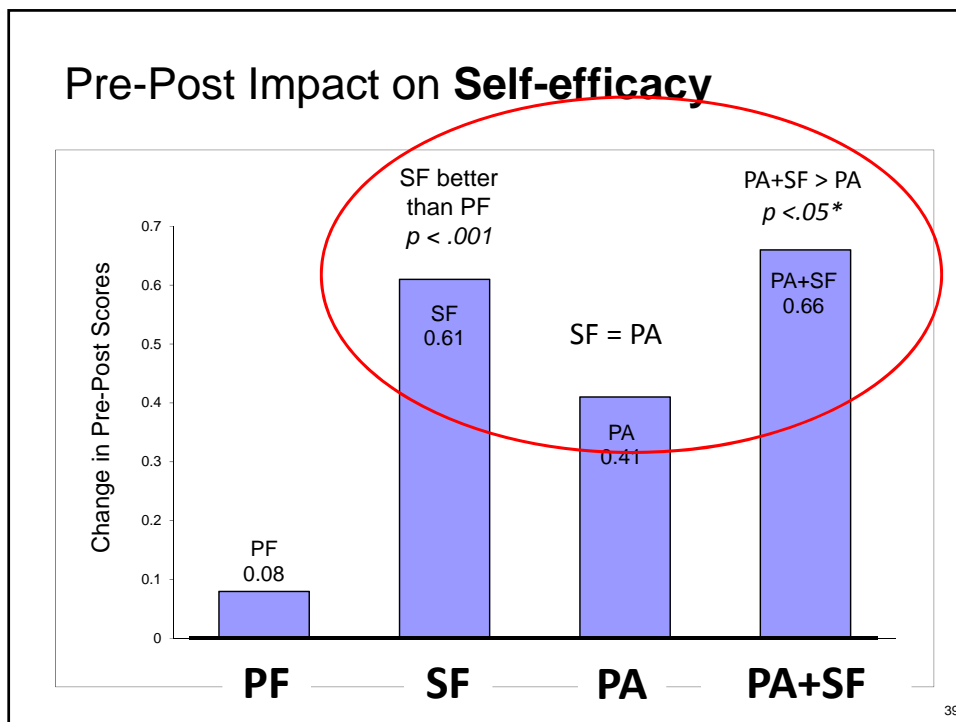 Pre-Post Impact on Self-efficacy
SF better
than PF
p < .001
PA+SF > PA
p <.05*
Change in Pre-Post Scores
0.7
0.6
0.5
0.4
0.3
0.2
0.1
0
PF
0.08
SF
0.61
SF = PA
PA
0.41
PA+SF
0.66
PF
SF
PA
PA+SF
39